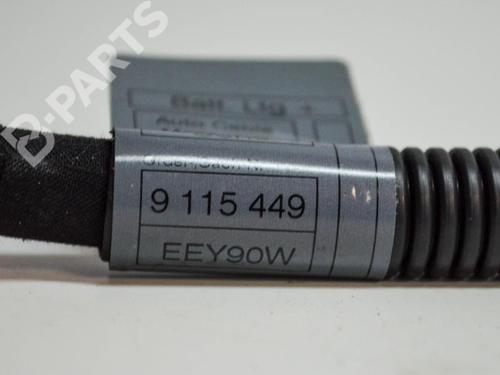 B-PARTS
Batt. Ltg +
Auto Cable
9 115 449
EEY90W